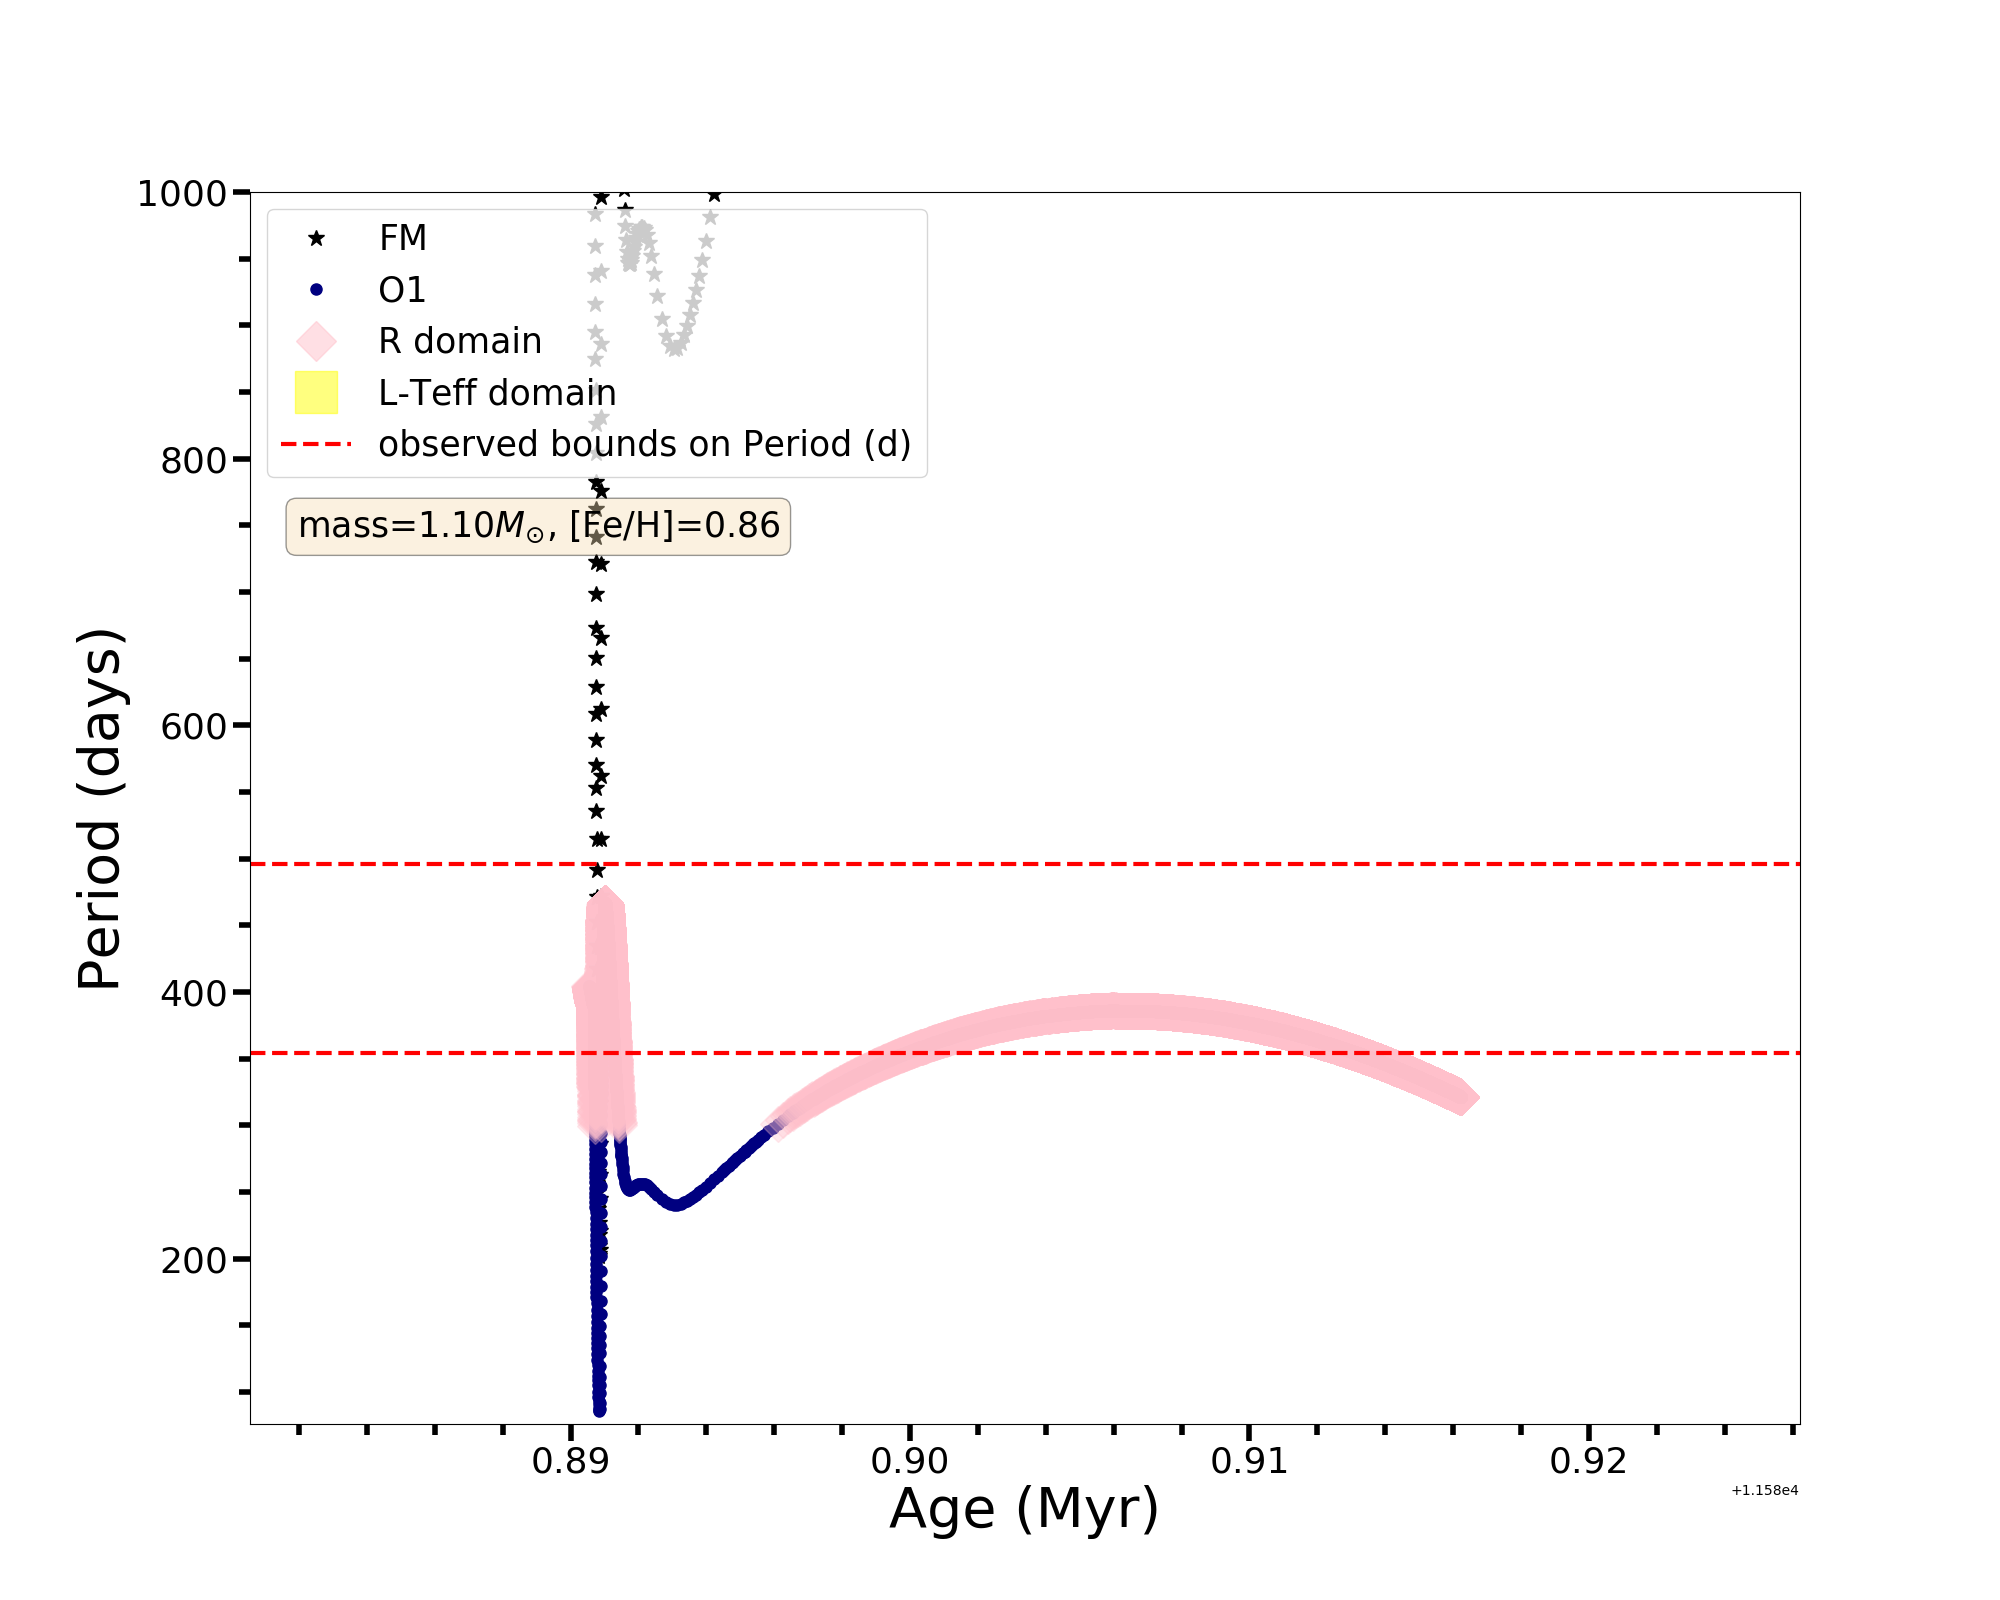 1000
800
600
400
200
Period (days)
FM
O1
R domain
L-Teff domain
observed bounds on Period (d)
mass=1.10M⊙, [Fe/H]=0.86
0.89 0.90 0.91 0.92
+1.158e4
Age (Myr)